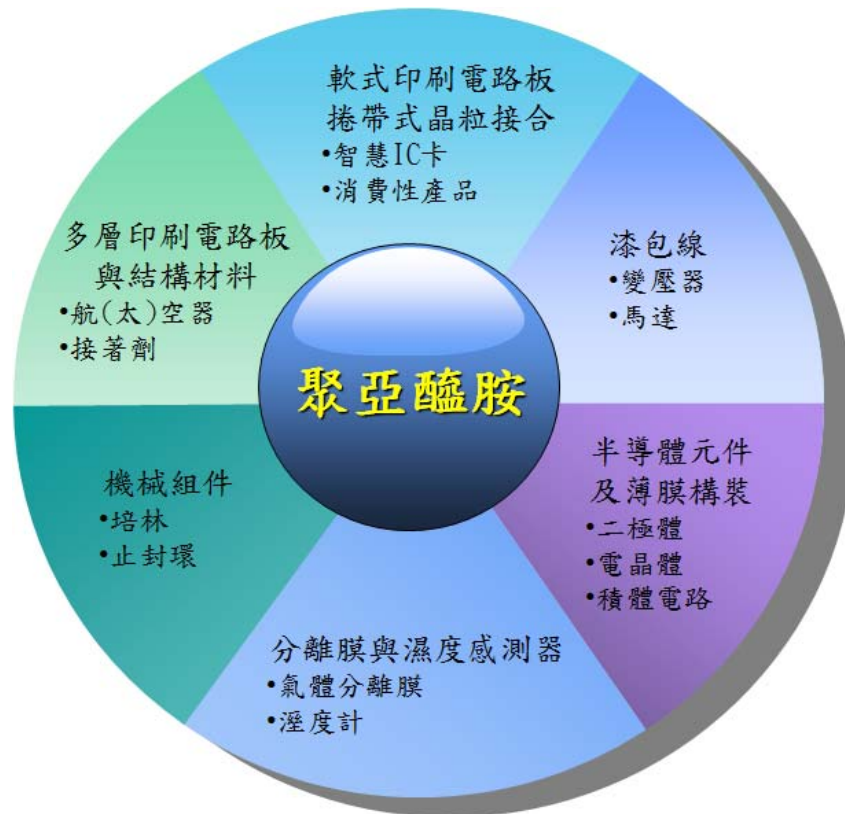 軟式印刷電路板
捲帶式晶粒接合
•智慧IC卡
•消費性產品
漆包線
•變壓器
•馬達
半導體元件
及薄膜構裝
•二極體
•電晶體
•積體電路
分離膜與濕度感測器
•氣體分離膜
•溼度計
機械組件
•培林
•止封環
多層印刷電路板
與結構材料
•航(太)空器
•接著劑
聚亞醯胺